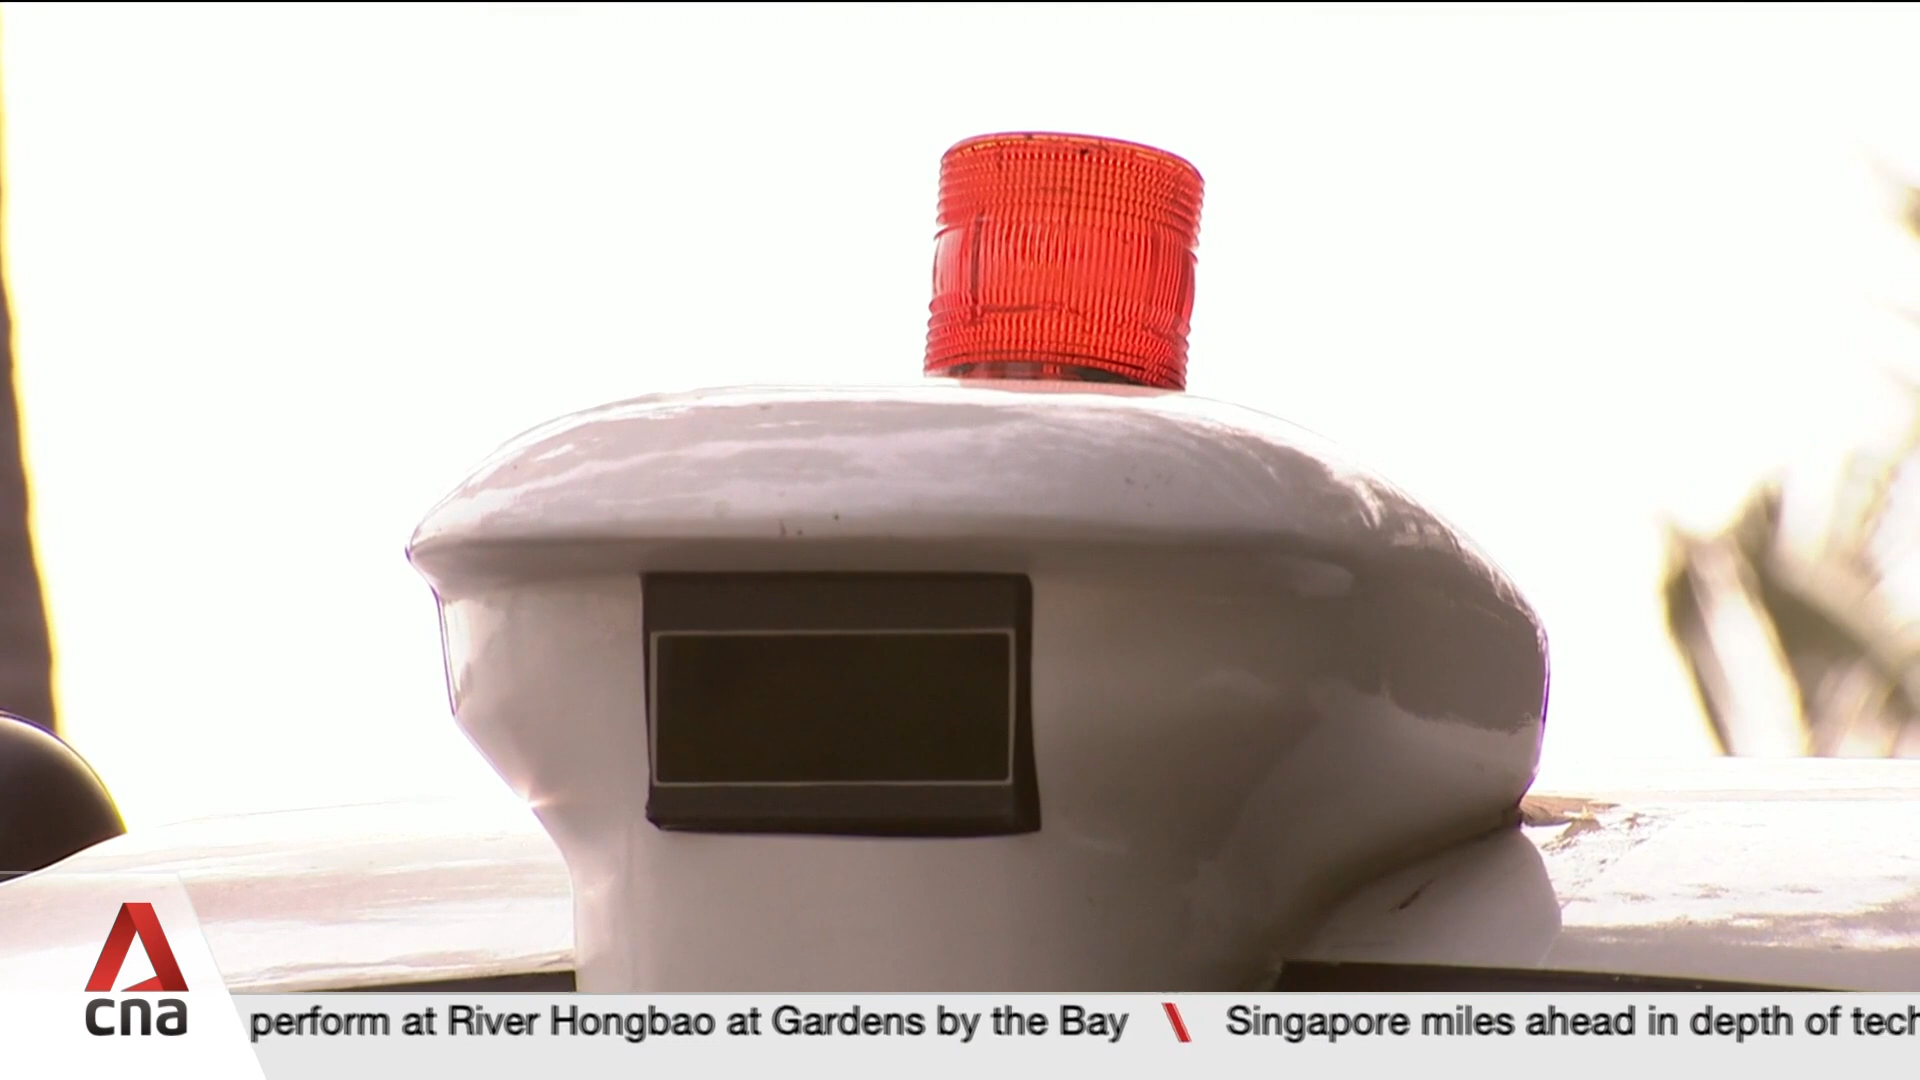 cna
perform at River Hongbao at Gardens by the Bay \ Singapore miles ahead in depth of tech